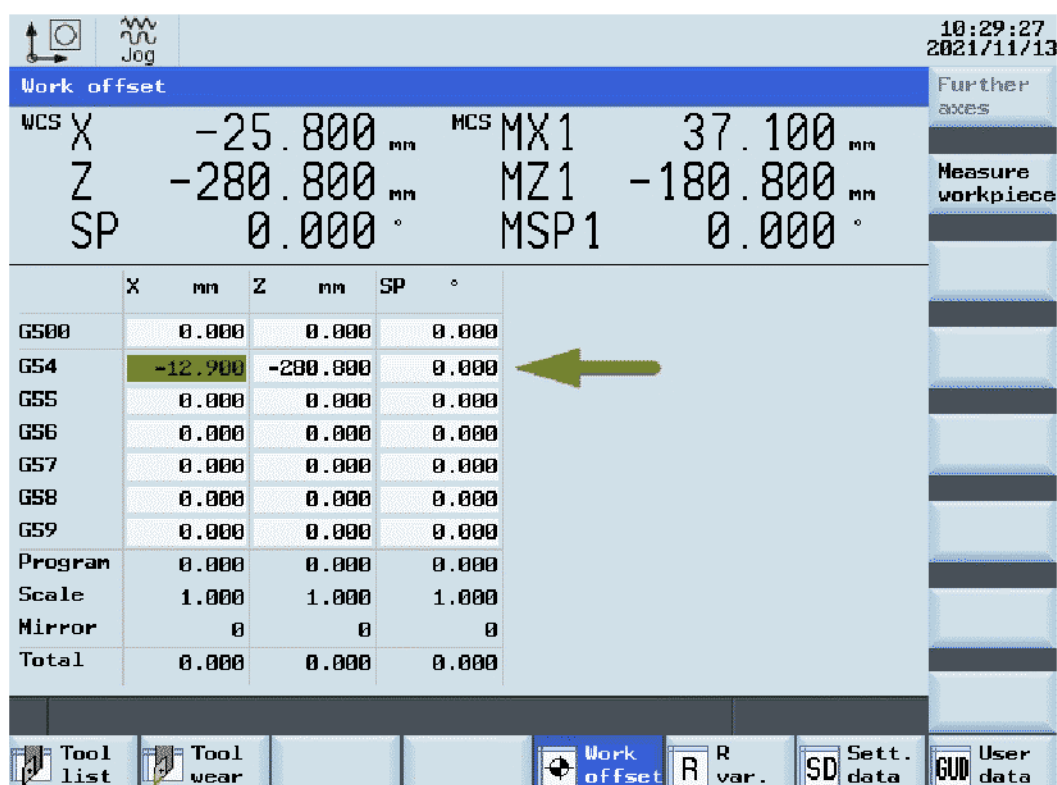 Jog
10:29:27
2021/11/13
Work offset
Further
axes
WCS X -25.800 mm MCS MX1 37.100 mm
Z -280.800 mm MZ1 -180.800 mm
SP 0.000 ° MSP1 0.000 °
Measure
workpiece
X mm Z mm SP °
G500 0.000 0.000 0.000
G54 -12.900 -280.800 0.000
G55 0.000 0.000 0.000
G56 0.000 0.000 0.000
G57 0.000 0.000 0.000
G58 0.000 0.000 0.000
G59 0.000 0.000 0.000
Program 0.000 0.000 0.000
Scale 1.000 1.000 1.000
Mirror 0 0 0
Total 0.000 0.000 0.000
Tool
list
Tool
wear
Work
offset
R R
var.
SD Sett.
data
GUD User
data